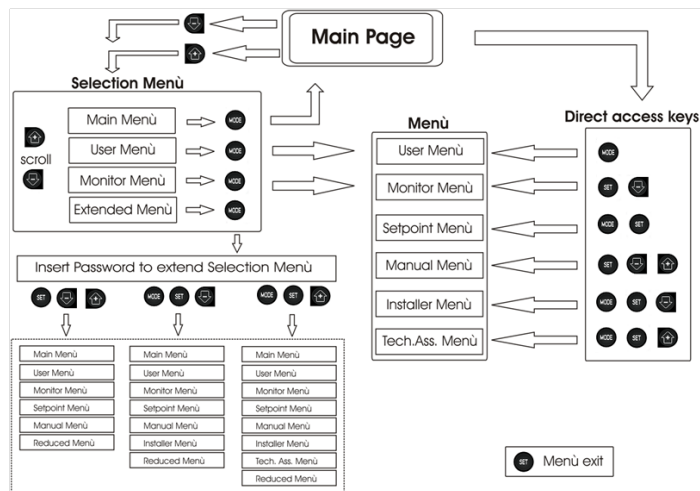 Main Page
Selection Menù
Main Menù MODE
User Menù MODE
Monitor Menù MODE
Extended Menù MODE
scroll
Insert Password to extend Selection Menù
SET
MODE SET
MODE SET
Main Menù
User Menù
Monitor Menù
Setpoint Menù
Manual Menù
Reduced Menù
Main Menù
User Menù
Monitor Menù
Setpoint Menù
Manual Menù
Installer Menù
Reduced Menù
Main Menù
User Menù
Monitor Menù
Setpoint Menù
Manual Menù
Installer Menù
Tech. Ass. Menù
Reduced Menù
Menù
User Menù
Monitor Menù
Setpoint Menù
Manual Menù
Installer Menù
Tech.Ass. Menù
Direct access keys
MODE
SET
MODE SET
SET
MODE SET
MODE SET
SET Menù exit